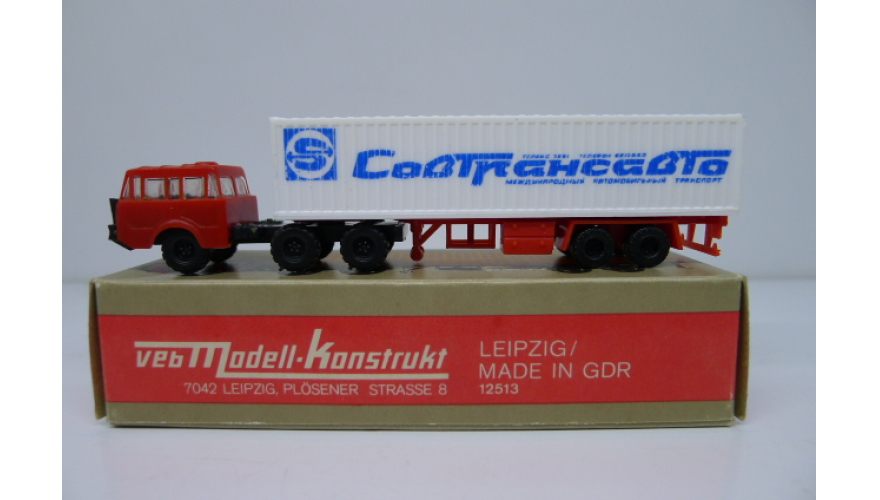 СовТрансАвто
МЕЖДУНАРОДНЫЙ АВТОМОБИЛЬНЫЙ ТРАНСПОРТ
veb Modell-Konstrukt
7042 LEIPZIG, PLÖSENER STRASSE 8
LEIPZIG/
MADE IN GDR
12513